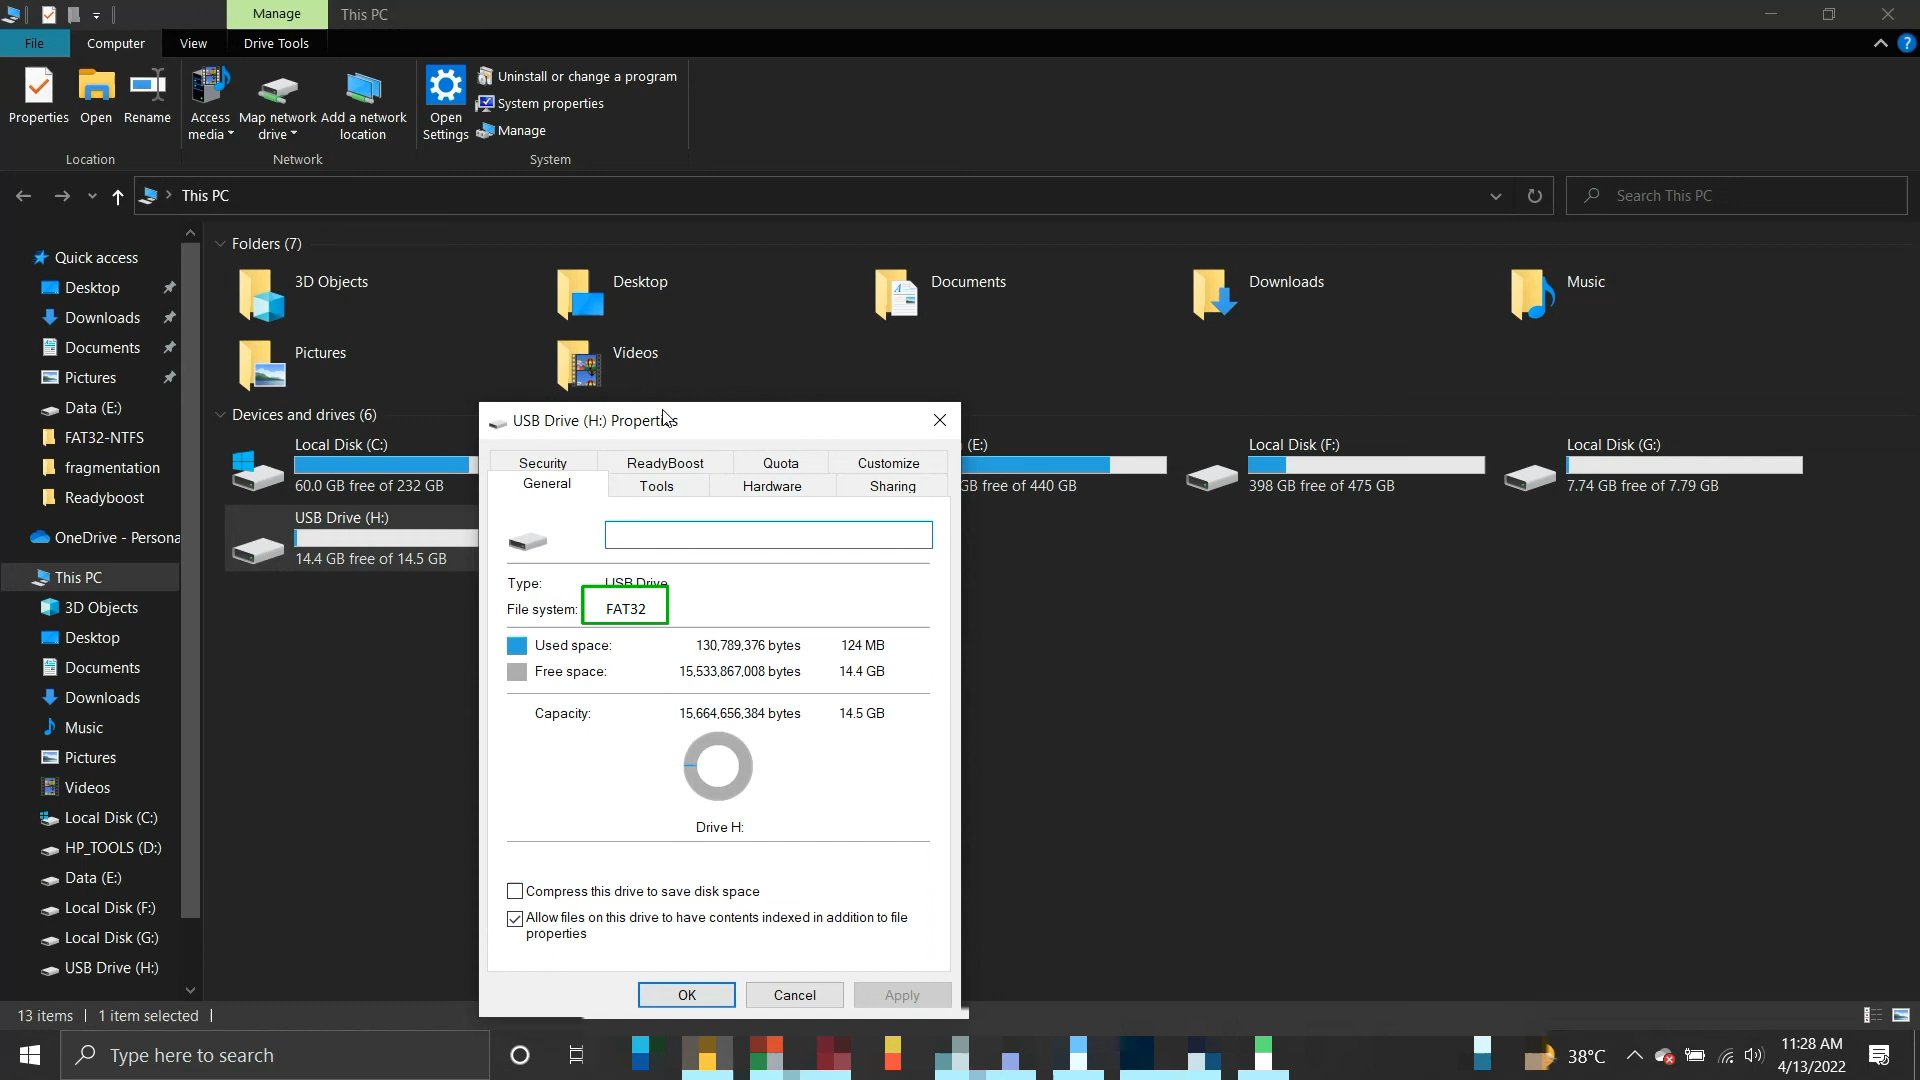 Manage
This PC
File
Computer
View
Drive Tools
Properties
Open
Rename
Access media
Map network drive
Add a network location
Open Settings
Uninstall or change a program
System properties
Manage
Location
Network
System
This PC
Search This PC
Quick access
Desktop
Downloads
Documents
Pictures
Data (E:)
FAT32-NTFS
fragmentation
Readyboost
OneDrive - Persona
This PC
3D Objects
Desktop
Documents
Downloads
Music
Pictures
Videos
Local Disk (C:)
HP_TOOLS (D:)
Data (E:)
Local Disk (F:)
Local Disk (G:)
USB Drive (H:)
Folders (7)
3D Objects
Desktop
Documents
Downloads
Music
Pictures
Videos
Devices and drives (6)
Local Disk (C:)
60.0 GB free of 232 GB
(E:)
GB free of 440 GB
Local Disk (F:)
398 GB free of 475 GB
Local Disk (G:)
7.74 GB free of 7.79 GB
USB Drive (H:)
14.4 GB free of 14.5 GB
USB Drive (H:) Properties
Security
ReadyBoost
Quota
Customize
General
Tools
Hardware
Sharing
Type: USB Drive
File system: FAT32
Used space: 130,789,376 bytes 124 MB
Free space: 15,533,867,008 bytes 14.4 GB
Capacity: 15,664,656,384 bytes 14.5 GB
Drive H:
Compress this drive to save disk space
Allow files on this drive to have contents indexed in addition to file
properties
OK
Cancel
Apply
13 items
1 item selected
Type here to search
38°C
11:28 AM
4/13/2022